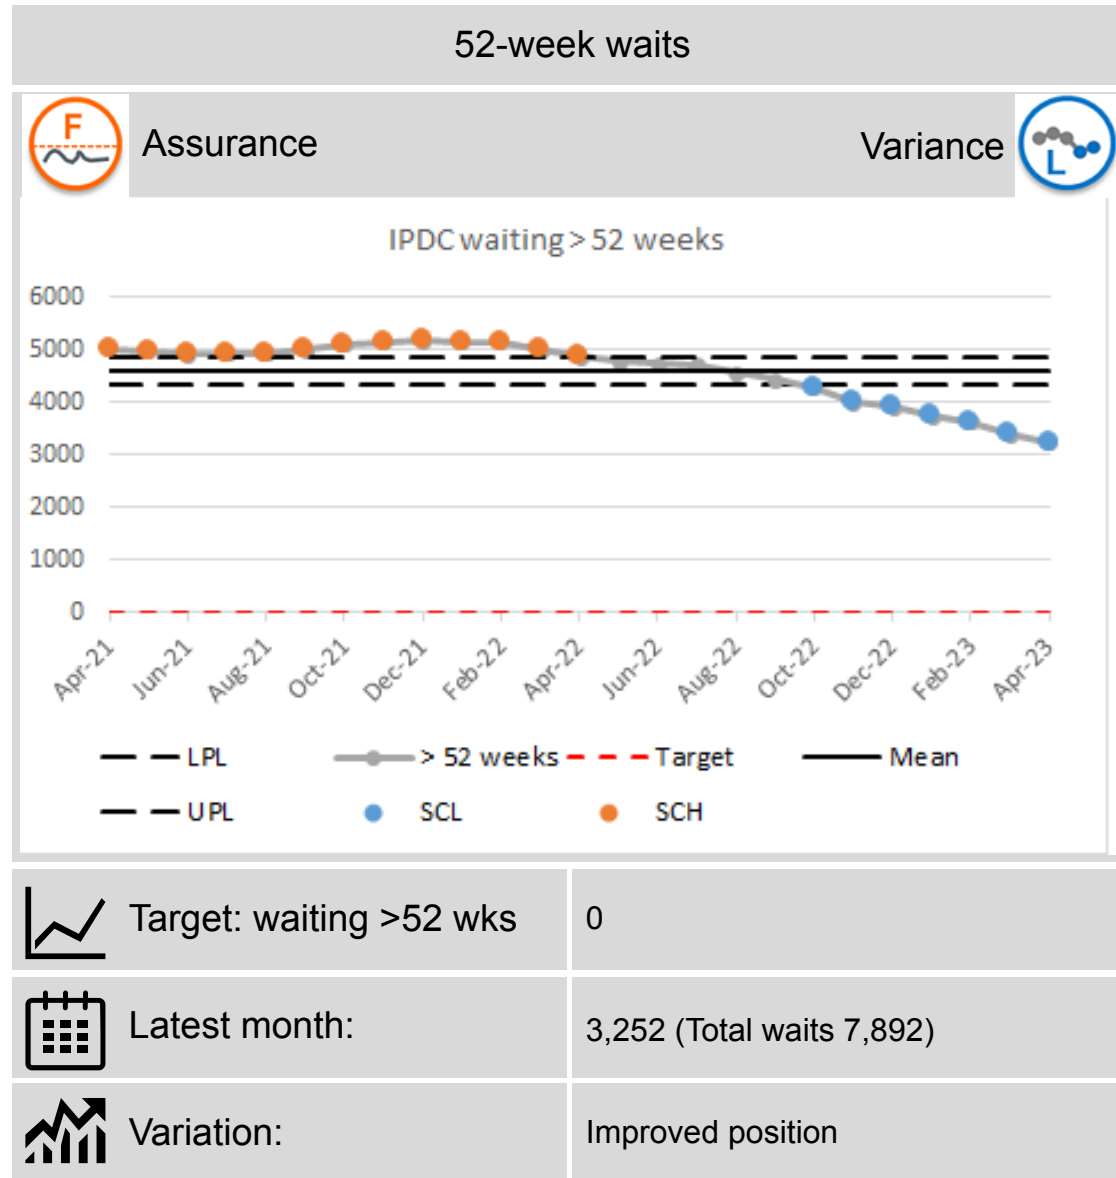 52-week waits
F
Assurance
Variance
L
IPDC waiting > 52 weeks
6000
5000
4000
3000
2000
1000
0
Apr-21
Jun-21
Aug-21
Oct-21
Dec-21
Feb-22
Apr-22
Jun-22
Aug-22
Oct-22
Dec-22
Feb-23
Apr-23
LPL
> 52 weeks
Target
Mean
UPL
SCL
SCH
Target: waiting >52 wks
0
Latest month:
3,252 (Total waits 7,892)
Variation:
Improved position